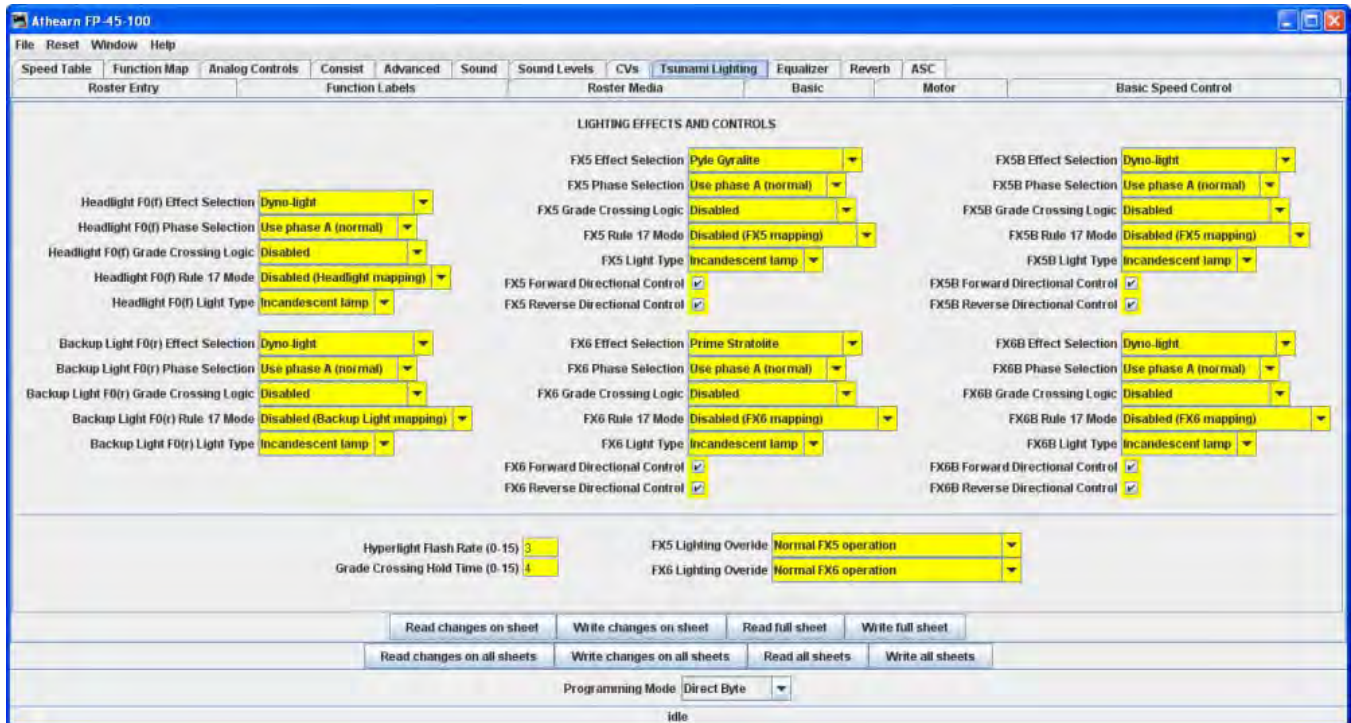 Athearn FP-45-100
File Reset Window Help
Speed Table Function Map Analog Controls Consist Advanced Sound Sound Levels CVs Tsunami Lighting Equalizer Reverb ASC
Roster Entry Function Labels Roster Media Basic Motor Basic Speed Control
LIGHTING EFFECTS AND CONTROLS
Headlight F0(f) Effect Selection Dyno-light
Headlight F0(f) Phase Selection Use phase A (normal)
Headlight F0(f) Grade Crossing Logic Disabled
Headlight F0(f) Rule 17 Mode Disabled (Headlight mapping)
Headlight F0(f) Light Type Incandescent lamp
FX5 Effect Selection Pyle Gyralite
FX5 Phase Selection Use phase A (normal)
FX5 Grade Crossing Logic Disabled
FX5 Rule 17 Mode Disabled (FX5 mapping)
FX5 Light Type Incandescent lamp
FX5 Forward Directional Control
FX5 Reverse Directional Control
FX5B Effect Selection Dyno-light
FX5B Phase Selection Use phase A (normal)
FX5B Grade Crossing Logic Disabled
FX5B Rule 17 Mode Disabled (FX5 mapping)
FX5B Light Type Incandescent lamp
FX5B Forward Directional Control
FX5B Reverse Directional Control
Backup Light F0(r) Effect Selection Dyno-light
Backup Light F0(r) Phase Selection Use phase A (normal)
Backup Light F0(r) Grade Crossing Logic Disabled
Backup Light F0(r) Rule 17 Mode Disabled (Backup Light mapping)
Backup Light F0(r) Light Type Incandescent lamp
FX6 Effect Selection Prime Stratolite
FX6 Phase Selection Use phase A (normal)
FX6 Grade Crossing Logic Disabled
FX6 Rule 17 Mode Disabled (FX6 mapping)
FX6 Light Type Incandescent lamp
FX6 Forward Directional Control
FX6 Reverse Directional Control
FX6B Effect Selection Dyno-light
FX6B Phase Selection Use phase A (normal)
FX6B Grade Crossing Logic Disabled
FX6B Rule 17 Mode Disabled (FX6 mapping)
FX6B Light Type Incandescent lamp
FX6B Forward Directional Control
FX6B Reverse Directional Control
Hyperlight Flash Rate (0-15) 3
Grade Crossing Hold Time (0-15) 4
FX5 Lighting Overide Normal FX5 operation
FX6 Lighting Overide Normal FX6 operation
Read changes on sheet Write changes on sheet Read full sheet Write full sheet
Read changes on all sheets Write changes on all sheets Read all sheets Write all sheets
Programming Mode Direct Byte
idle